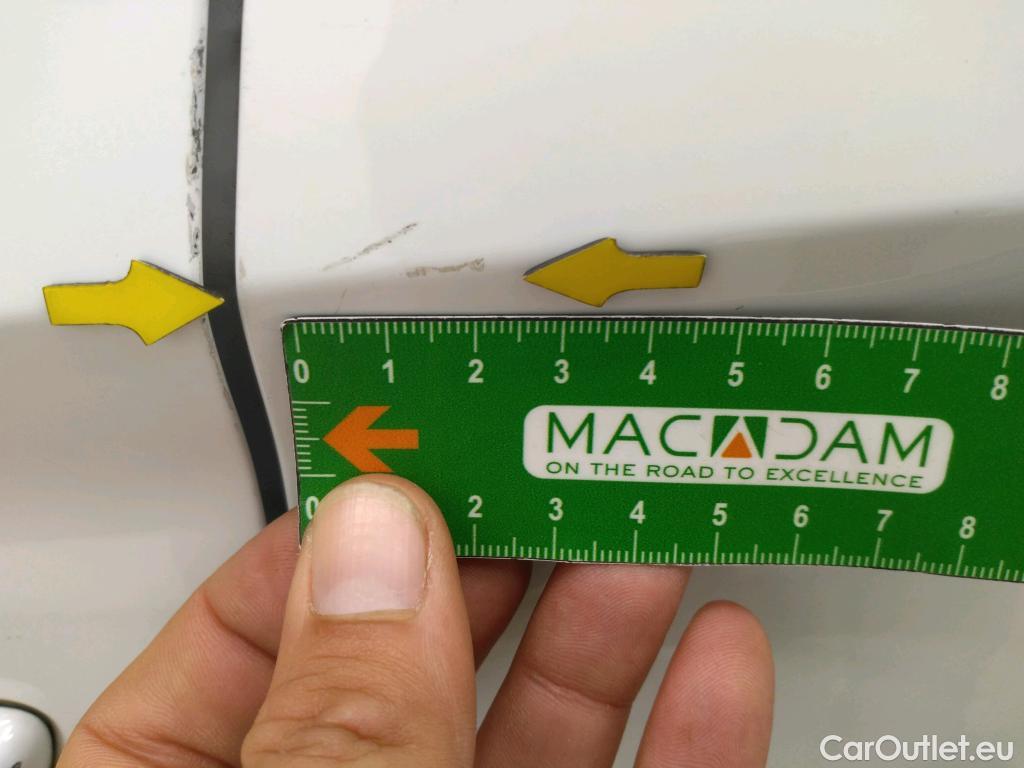 0 1 2 3 4 5 6 7 8
MACADAM
ON THE ROAD TO EXCELLENCE
0 2 3 4 5 6 7 8
CarOutlet.eu